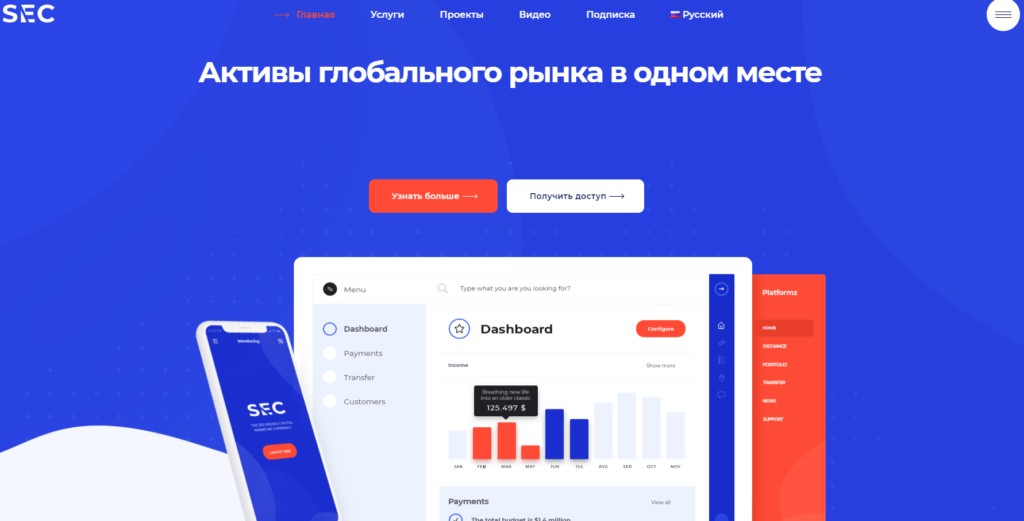 SEC
Главная Услуги Проекты Видео Подписка Русский
Активы глобального рынка в одном месте
Узнать больше Получить доступ
Menu
Type what you are you looking for?
Platformz
Dashboard
Payments
Transfer
Customers
Dashboard
Configure
Income
Show more
Breathing new life
into an older classic
125.497 $
JAN FEB MAR MAY JUN JUL AVG SEP OCT NOV
Payments
View all
The total budget is $1.4 million
HOME
EXCHANGE
PORTFOLIO
TRANSFER
NEWS
SUPPORT
SEC